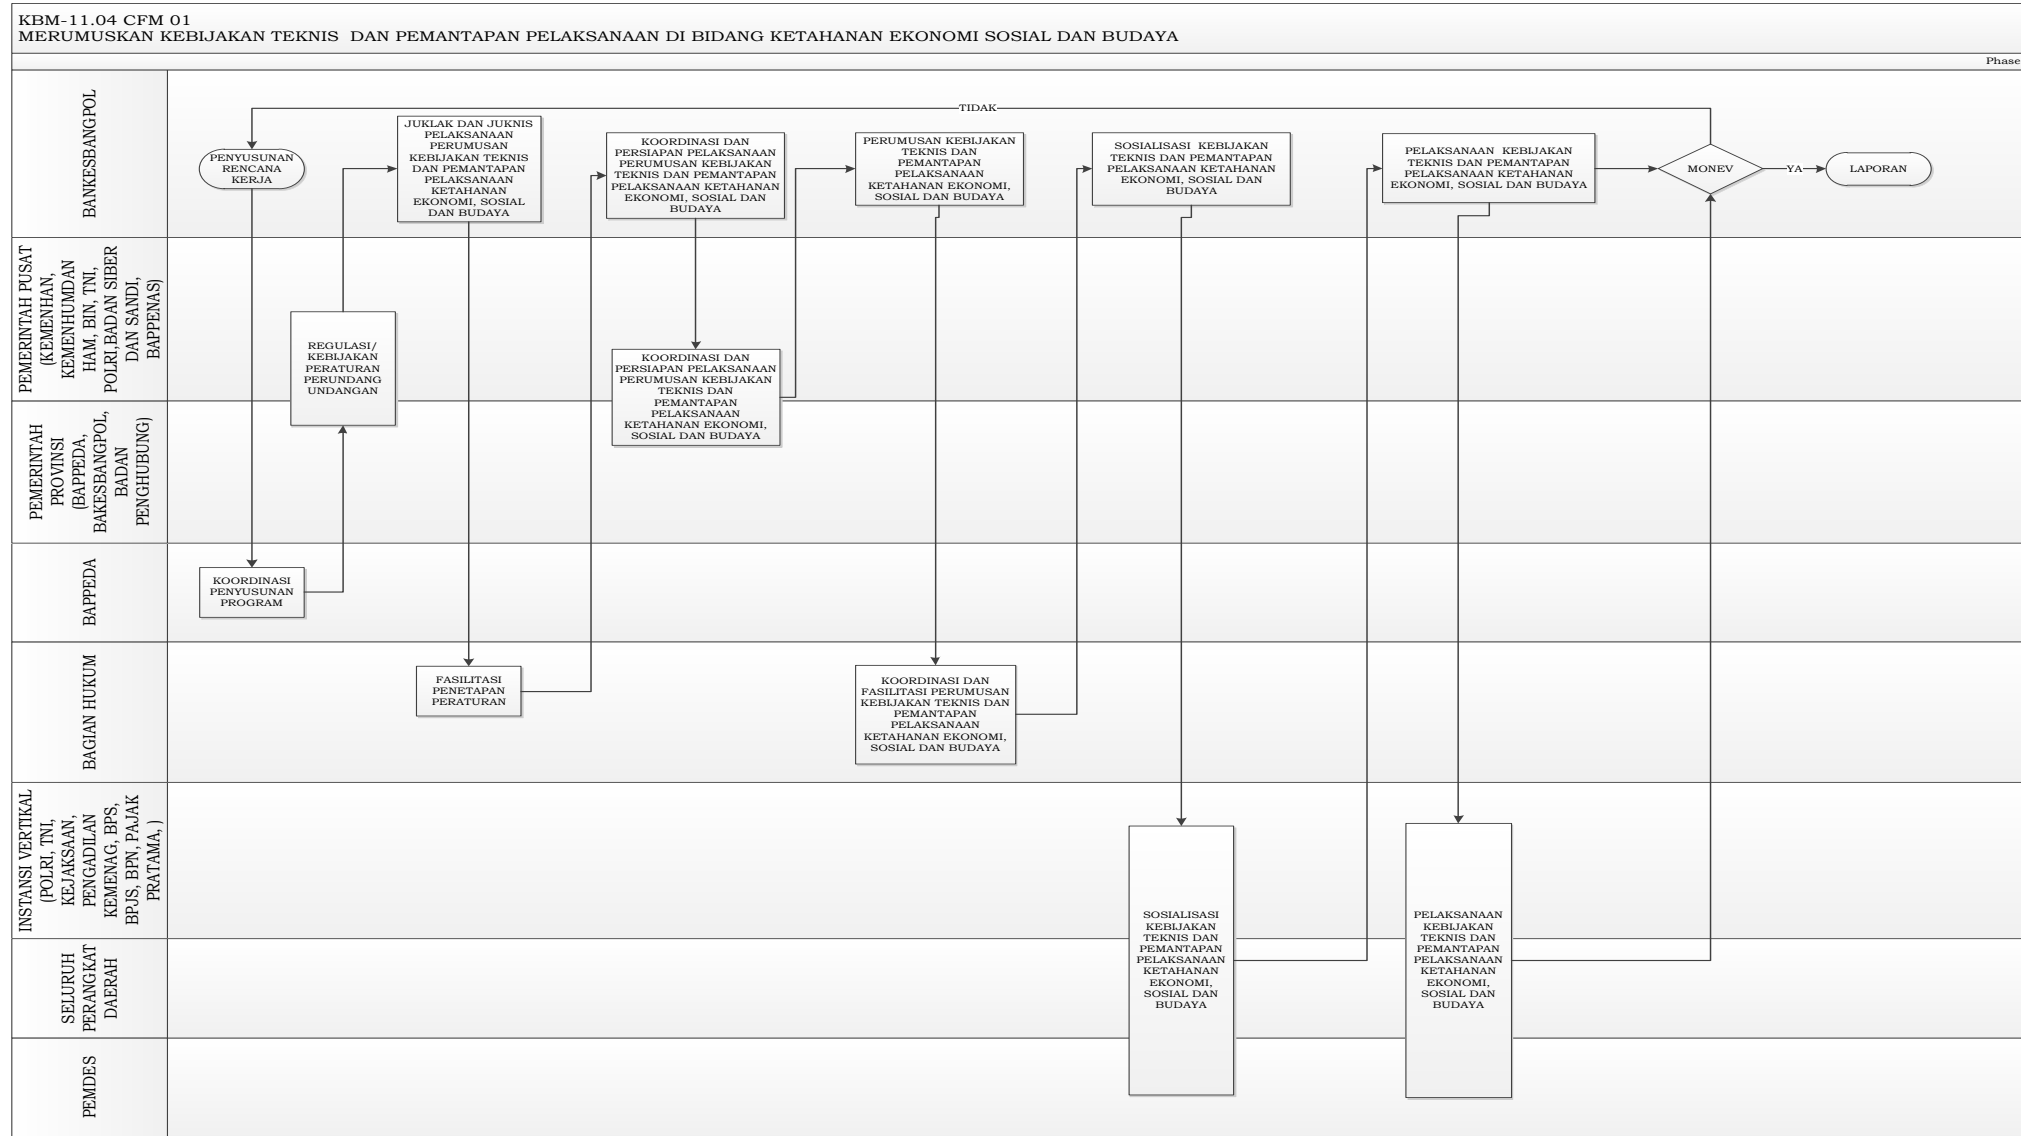 KBM-11.04 CFM 01
MERUMUSKAN KEBIJAKAN TEKNIS  DAN PEMANTAPAN PELAKSANAAN DI BIDANG KETAHANAN EKONOMI SOSIAL DAN BUDAYA
Phase
BANKESBANGPOL
TIDAK
PENYUSUNAN
RENCANA
KERJA
JUKLAK DAN JUKNIS
PELAKSANAAN
PERUMUSAN
KEBIJAKAN TEKNIS
DAN PEMANTAPAN
PELAKSANAAN
KETAHANAN
EKONOMI, SOSIAL
DAN BUDAYA
KOORDINASI DAN
PERSIAPAN PELAKSANAAN
PERUMUSAN KEBIJAKAN
TEKNIS DAN PEMANTAPAN
PELAKSANAAN KETAHANAN
EKONOMI, SOSIAL DAN
BUDAYA
PERUMUSAN KEBIJAKAN
TEKNIS DAN
PEMANTAPAN
PELAKSANAAN
KETAHANAN EKONOMI,
SOSIAL DAN BUDAYA
SOSIALISASI  KEBIJAKAN
TEKNIS DAN PEMANTAPAN
PELAKSANAAN KETAHANAN
EKONOMI, SOSIAL DAN
BUDAYA
PELAKSANAAN  KEBIJAKAN
TEKNIS DAN PEMANTAPAN
PELAKSANAAN KETAHANAN
EKONOMI, SOSIAL DAN BUDAYA
MONEV
YA
LAPORAN
PEMERINTAH PUSAT
(KEMENHAN,
KEMENHUMDAN
HAM, BIN, TNI,
POLRI,BADAN SIBER
DAN SANDI,
BAPPENAS)
REGULASI/
KEBIJAKAN
PERATURAN
PERUNDANG
UNDANGAN
KOORDINASI DAN
PERSIAPAN PELAKSANAAN
PERUMUSAN KEBIJAKAN
TEKNIS DAN
PEMANTAPAN
PELAKSANAAN
KETAHANAN EKONOMI,
SOSIAL DAN BUDAYA
PEMERINTAH
PROVINSI
(BAPPEDA,
BAKESBANGPOL,
BADAN
PENGHUBUNG)
BAPPEDA
KOORDINASI
PENYUSUNAN
PROGRAM
BAGIAN HUKUM
FASILITASI
PENETAPAN
PERATURAN
KOORDINASI DAN
FASILITASI PERUMUSAN
KEBIJAKAN TEKNIS DAN
PEMANTAPAN
PELAKSANAAN
KETAHANAN EKONOMI,
SOSIAL DAN BUDAYA
INSTANSI VERTIKAL
(POLRI, TNI,
KEJAKSAAN,
PENGADILAN
KEMENAG, BPS,
BPJS, BPN, PAJAK
PRATAMA, )
SOSIALISASI
KEBIJAKAN
TEKNIS DAN
PEMANTAPAN
PELAKSANAAN
KETAHANAN
EKONOMI,
SOSIAL DAN
BUDAYA
PELAKSANAAN
KEBIJAKAN
TEKNIS DAN
PEMANTAPAN
PELAKSANAAN
KETAHANAN
EKONOMI,
SOSIAL DAN
BUDAYA
SELURUH
PERANGKAT
DAERAH
PEMDES